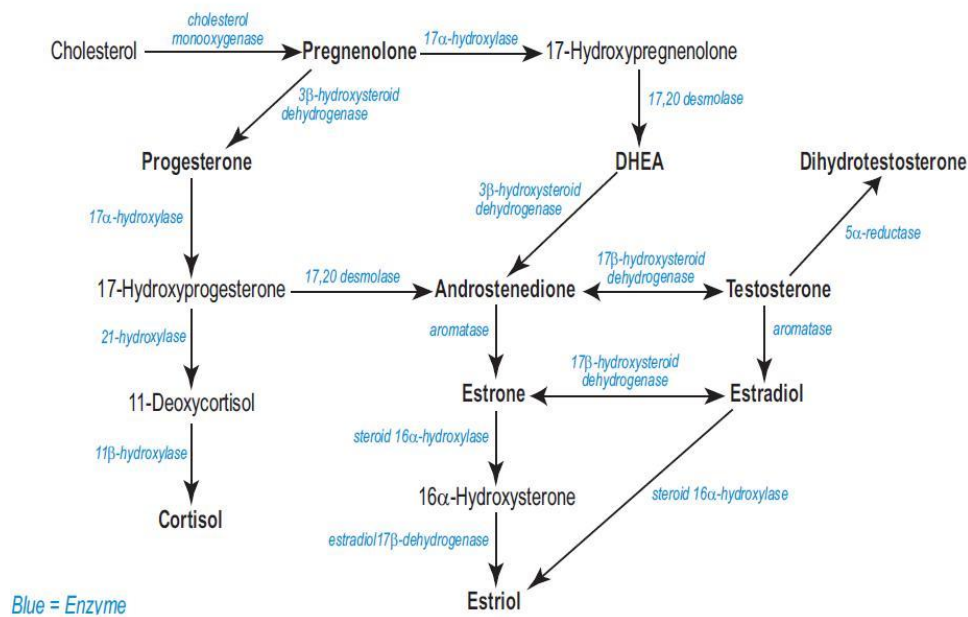 cholesterol
monooxygenase
Cholesterol
Pregnenolone
17α-hydroxylase
17-Hydroxypregnenolone
3β-hydroxysteroid
dehydrogenase
17,20 desmolase
Progesterone
DHEA
Dihydrotestosterone
17α-hydroxylase
3β-hydroxysteroid
dehydrogenase
5α-reductase
17-Hydroxyprogesterone
17,20 desmolase
Androstenedione
17β-hydroxysteroid
dehydrogenase
Testosterone
21-hydroxylase
aromatase
aromatase
11-Deoxycortisol
Estrone
17β-hydroxysteroid
dehydrogenase
Estradiol
11β-hydroxylase
steroid 16α-hydroxylase
Cortisol
16α-Hydroxysterone
steroid 16α-hydroxylase
estradiol17β-dehydrogenase
Estriol
Blue = Enzyme